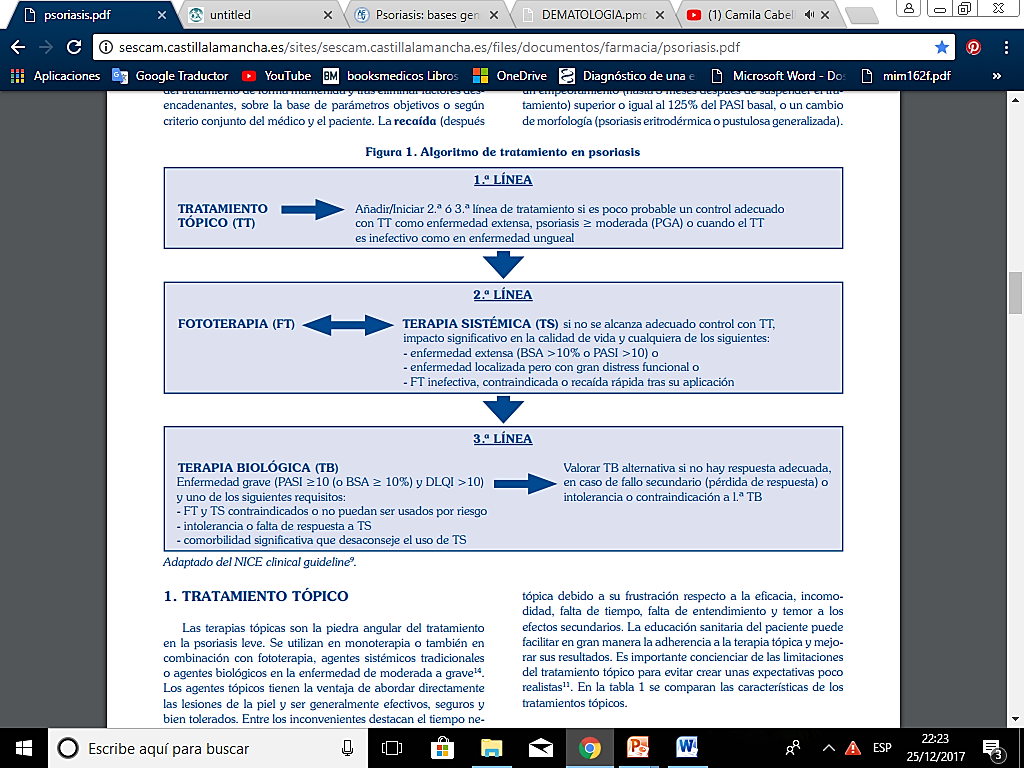 psoriasis.pdf
untitled
Psoriasis: bases gen
DEMATOLOGIA.pmd
(1) Camila Cabell
sescam.castillalamancha.es/sites/sescam.castillalamancha.es/files/documentos/farmacia/psoriasis.pdf
Aplicaciones
Google Traductor
YouTube
BM booksmedicos Libros
OneDrive
Diagnóstico de una e
Microsoft Word - Dos
mim162f.pdf
»
encadenantes, sobre la base de parámetros objetivos o según
criterio conjunto del médico y el paciente. La recaída (después
tamiento) superior o igual al 125% del PASI basal, o un cambio
de morfología (psoriasis eritrodérmica o pustulosa generalizada).
Figura 1. Algoritmo de tratamiento en psoriasis
1.ª LÍNEA
TRATAMIENTO
TÓPICO (TT)
Añadir/Iniciar 2.ª ó 3.ª línea de tratamiento si es poco probable un control adecuado
con TT como enfermedad extensa, psoriasis ≥ moderada (PGA) o cuando el TT
es inefectivo como en enfermedad ungueal
2.ª LÍNEA
FOTOTERAPIA (FT)
TERAPIA SISTÉMICA (TS) si no se alcanza adecuado control con TT,
impacto significativo en la calidad de vida y cualquiera de los siguientes:
- enfermedad extensa (BSA >10% o PASI >10) o
- enfermedad localizada pero con gran distress funcional o
- FT inefectiva, contraindicada o recaída rápida tras su aplicación
3.ª LÍNEA
TERAPIA BIOLÓGICA (TB)
Enfermedad grave (PASI ≥10 (o BSA ≥ 10%) y DLQI >10)
y uno de los siguientes requisitos:
- FT y TS contraindicados o no puedan ser usados por riesgo
- intolerancia o falta de respuesta a TS
- comorbilidad significativa que desaconseje el uso de TS
Valorar TB alternativa si no hay respuesta adecuada,
en caso de fallo secundario (pérdida de respuesta) o
intolerancia o contraindicación a l.ª TB
Adaptado del NICE clinical guideline⁹.
1. TRATAMIENTO TÓPICO
Las terapias tópicas son la piedra angular del tratamiento
en la psoriasis leve. Se utilizan en monoterapia o también en
combinación con fototerapia, agentes sistémicos tradicionales
o agentes biológicos en la enfermedad de moderada a grave¹⁴.
Los agentes tópicos tienen la ventaja de abordar directamente
las lesiones de la piel y ser generalmente efectivos, seguros y
bien tolerados. Entre los inconvenientes destacan el tiempo ne-
tópica debido a su frustración respecto a la eficacia, incomo-
didad, falta de tiempo, falta de entendimiento y temor a los
efectos secundarios. La educación sanitaria del paciente puede
facilitar en gran manera la adherencia a la terapia tópica y mejo-
rar sus resultados. Es importante concienciar de las limitaciones
del tratamiento tópico para evitar crear unas expectativas poco
realistas¹¹. En la tabla 1 se comparan las características de los
tratamientos tópicos.
Escribe aquí para buscar
ESP
22:23
25/12/2017
3